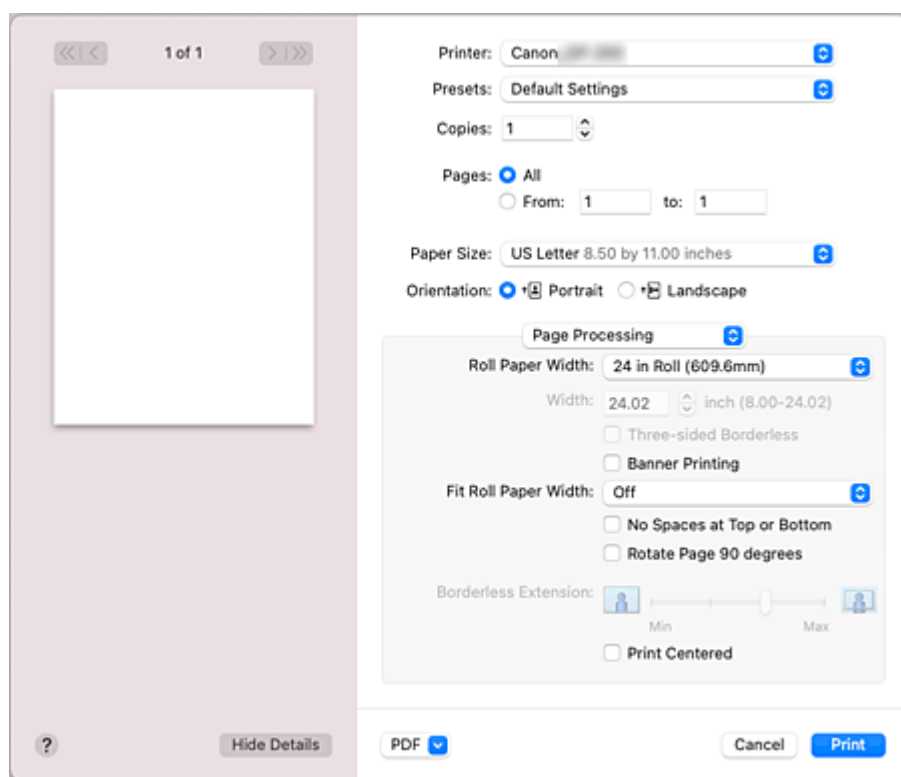 1 of 1
Printer: Canon
Presets: Default Settings
Copies: 1
Pages: All
From: 1 to: 1
Paper Size: US Letter 8.50 by 11.00 inches
Orientation: Portrait Landscape
Page Processing
Roll Paper Width: 24 in Roll (609.6mm)
Width: 24.02 inch (8.00-24.02)
Three-sided Borderless
Banner Printing
Fit Roll Paper Width: Off
No Spaces at Top or Bottom
Rotate Page 90 degrees
Borderless Extension:
Min Max
Print Centered
? Hide Details PDF Cancel Print